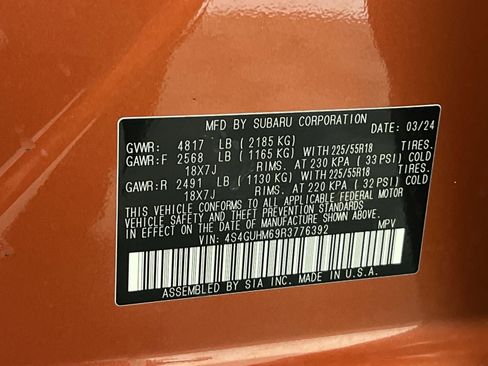 MFD BY SUBARU CORPORATION DATE: 03/24
GVWR: 4817 LB (2185 KG)
GAWR:F 2568 LB (1165 KG) WITH 225/55R18 TIRES.
18X7J RIMS. AT 230 KPA ( 33 PSI) COLD
GAWR:R 2491 LB (1130 KG) WITH 225/55R18 TIRES.
18X7J RIMS. AT 220 KPA ( 32 PSI) COLD
THIS VEHICLE CONFORMS TO ALL APPLICABLE FEDERAL MOTOR
VEHICLE SAFETY AND THEFT PREVENTION STANDARDS
IN EFFECT ON THE DATE OF MANUFACTURE SHOWN ABOVE.
VIN: 4S4GUHM69R3776392 MPV
ASSEMBLED BY SIA INC. MADE IN U.S.A.